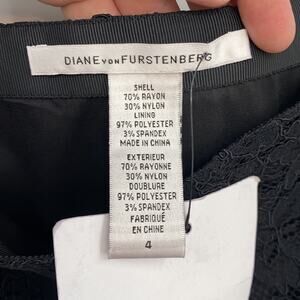 DIANE VON FURSTENBERG
SHELL
70% RAYON
30% NYLON
LINING
97% POLYESTER
3% SPANDEX
MADE IN CHINA
EXTERIEUR
70% RAYONNE
30% NYLON
DOUBLURE
97% POLYESTER
3% SPANDEX
FABRIQUÉ
EN CHINE
4